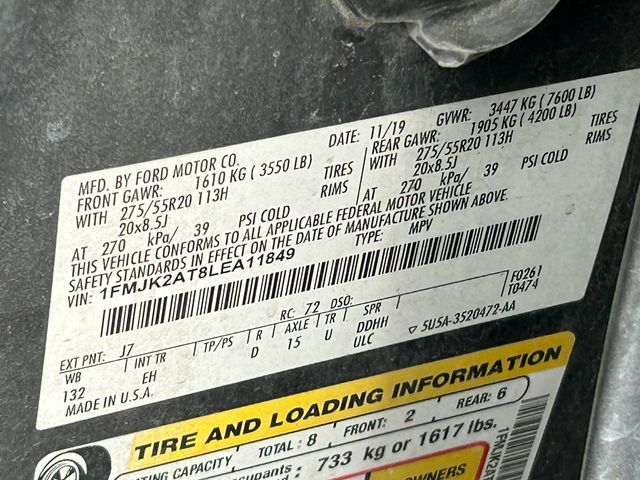 MFD. BY FORD MOTOR CO.
DATE: 11/19 GVWR: 3447 KG ( 7600 LB)
FRONT GAWR: 1610 KG ( 3550 LB) REAR GAWR: 1905 KG ( 4200 LB)
WITH 275/55R20 113H TIRES WITH 275/55R20 113H TIRES
20x8.5J RIMS 20x8.5J RIMS
AT 270 kPa/ 39 PSI COLD AT 270 kPa/ 39 PSI COLD
THIS VEHICLE CONFORMS TO ALL APPLICABLE FEDERAL MOTOR VEHICLE
SAFETY STANDARDS IN EFFECT ON THE DATE OF MANUFACTURE SHOWN ABOVE.
VIN: 1FMJK2AT8LEA11849 TYPE: MPV
F0261
T0474
EXT PNT: J7 RC: 72 DSO:
WB INT TR TP/PS R AXLE TR SPR
132 EH D 15 U DDHH
ULC 5U5A-3520472-AA
MADE IN U.S.A.
TIRE AND LOADING INFORMATION
SEATING CAPACITY TOTAL: 8 FRONT: 2 REAR: 6
occupants 733 kg or 1617 lbs.
OWNERS